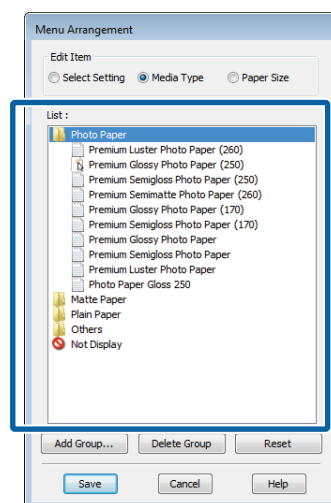 Menu Arrangement
Edit Item
Select Setting Media Type Paper Size
List :
Photo Paper
Premium Luster Photo Paper (260)
Premium Glossy Photo Paper (250)
Premium Semigloss Photo Paper (250)
Premium Semimatte Photo Paper (260)
Premium Glossy Photo Paper (170)
Premium Semigloss Photo Paper (170)
Premium Glossy Photo Paper
Premium Semigloss Photo Paper
Premium Luster Photo Paper
Photo Paper Gloss 250
Matte Paper
Plain Paper
Others
Not Display
Add Group... Delete Group Reset
Save Cancel Help